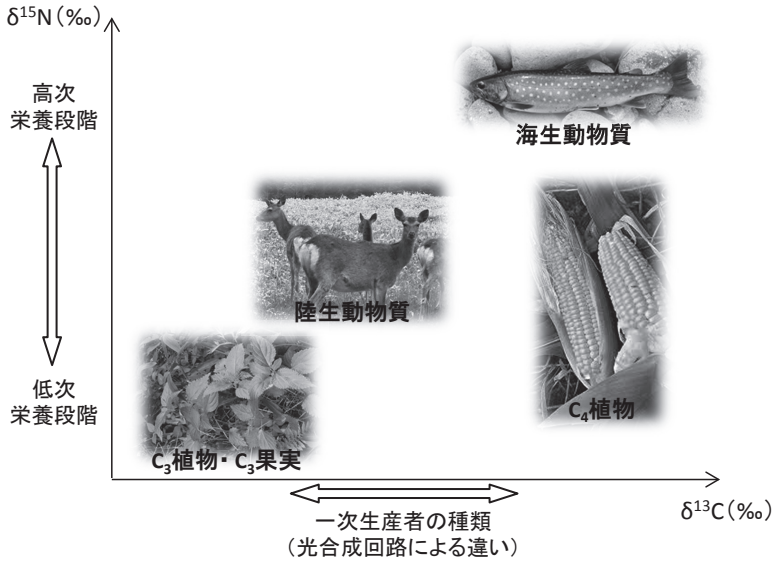 δ¹⁵N(‰)
高次
栄養段階
海生動物質
陸生動物質
低次
栄養段階
C₄植物
C₃植物・C₃果実
δ¹³C(‰)
一次生産者の種類
(光合成回路による違い)